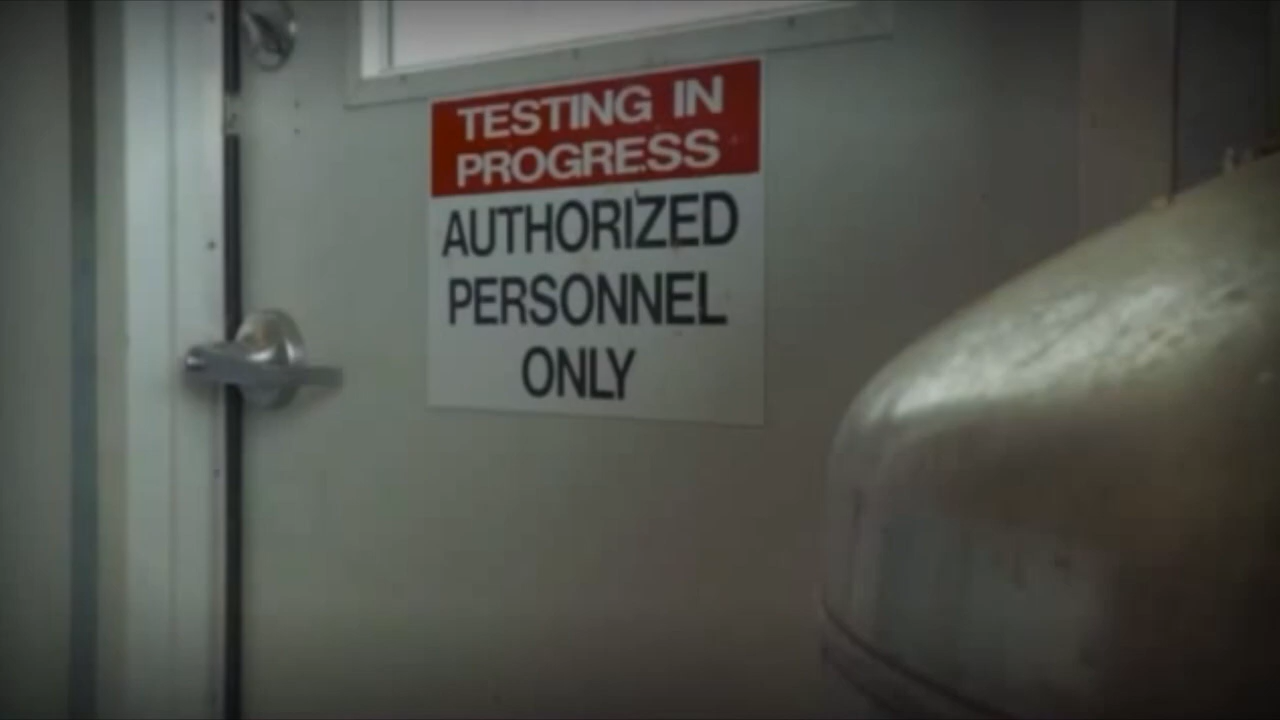 TESTING IN
PROGRESS
AUTHORIZED
PERSONNEL
ONLY